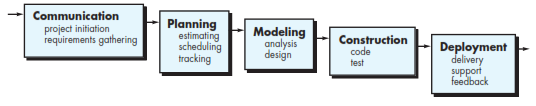 Communication
project initiation
requirements gathering
Planning
estimating
scheduling
tracking
Modeling
analysis
design
Construction
code
test
Deployment
delivery
support
feedback